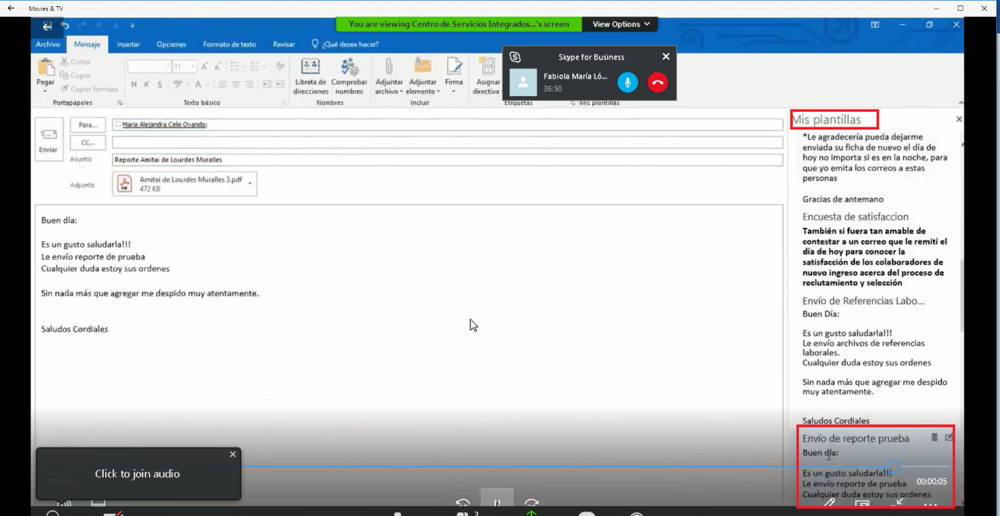 Movies & TV
You are viewing Centro de Servicios Integrados...'s screen
View Options
Archivo Mensaje Insertar Opciones Formato de texto Revisar ¿Qué desea hacer?
Skype for Business
Fabiola María Ló...
36:50
Pegar
Cortar
Copiar
Copiar formato
11
N K S
Libreta de direcciones
Comprobar nombres
Adjuntar archivo
Adjuntar elemento
Firma
Asignar directiva
Portapapeles
Texto básico
Nombres
Incluir
Etiquetas
Mis plantillas
Enviar
Para...
Maria Alejandra Celis Ovando;
CC...
Asunto
Reporte Amitai de Lourdes Muralles
Adjunto
Amitai de Lourdes Muralles 3.pdf
472 KB
Buen día:
Es un gusto saludarla!!!
Le envío reporte de prueba
Cualquier duda estoy sus ordenes
Sin nada más que agregar me despido muy atentamente.
Saludos Cordiales
Mis plantillas
*Le agradecería pueda dejarme
enviada su ficha de nuevo el día de
hoy no importa si es en la noche, para
que yo emita los correos a estas
personas
Gracias de antemano
Encuesta de satisfaccion
También si fuera tan amable de
contestar a un correo que le remití el
día de hoy para conocer la
satisfacción de los colaboradores de
nuevo ingreso acerca del proceso de
reclutamiento y selección
Envío de Referencias Labo...
Buen Día:
Es un gusto saludarla!!!
Le envío archivos de referencias
laborales.
Cualquier duda estoy sus ordenes
Sin nada más que agregar me despido
muy atentamente.
Saludos Cordiales
Envío de reporte prueba
Buen día:
Es un gusto saludarla!!!
Le envío reporte de prueba
Cualquier duda estoy sus ordenes
Click to join audio
00:01:12
00:00:05
3